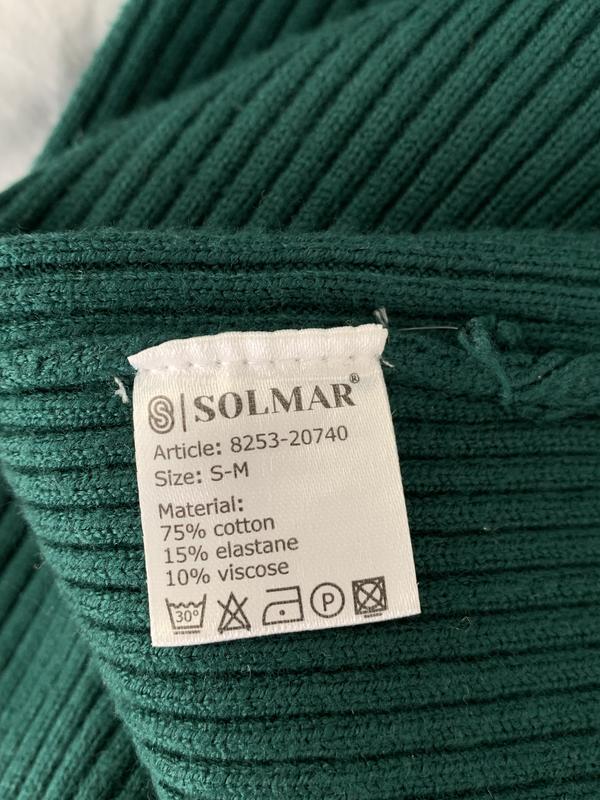 S | SOLMAR®
Article: 8253-20740
Size: S-M
Material:
75% cotton
15% elastane
10% viscose
30° P